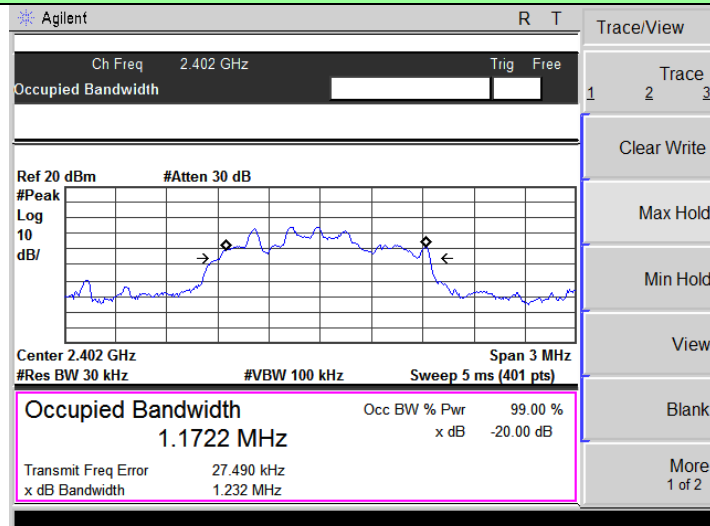 Agilent R T
Trace/View
Ch Freq 2.402 GHz Trig Free
Occupied Bandwidth
Trace
1 2 3
Clear Write
Ref 20 dBm #Atten 30 dB
#Peak
Log
10
dB/
Max Hold
Min Hold
View
Center 2.402 GHz Span 3 MHz
#Res BW 30 kHz #VBW 100 kHz Sweep 5 ms (401 pts)
Occupied Bandwidth Occ BW % Pwr 99.00 %
1.1722 MHz x dB -20.00 dB
Transmit Freq Error 27.490 kHz
x dB Bandwidth 1.232 MHz
Blank
More
1 of 2